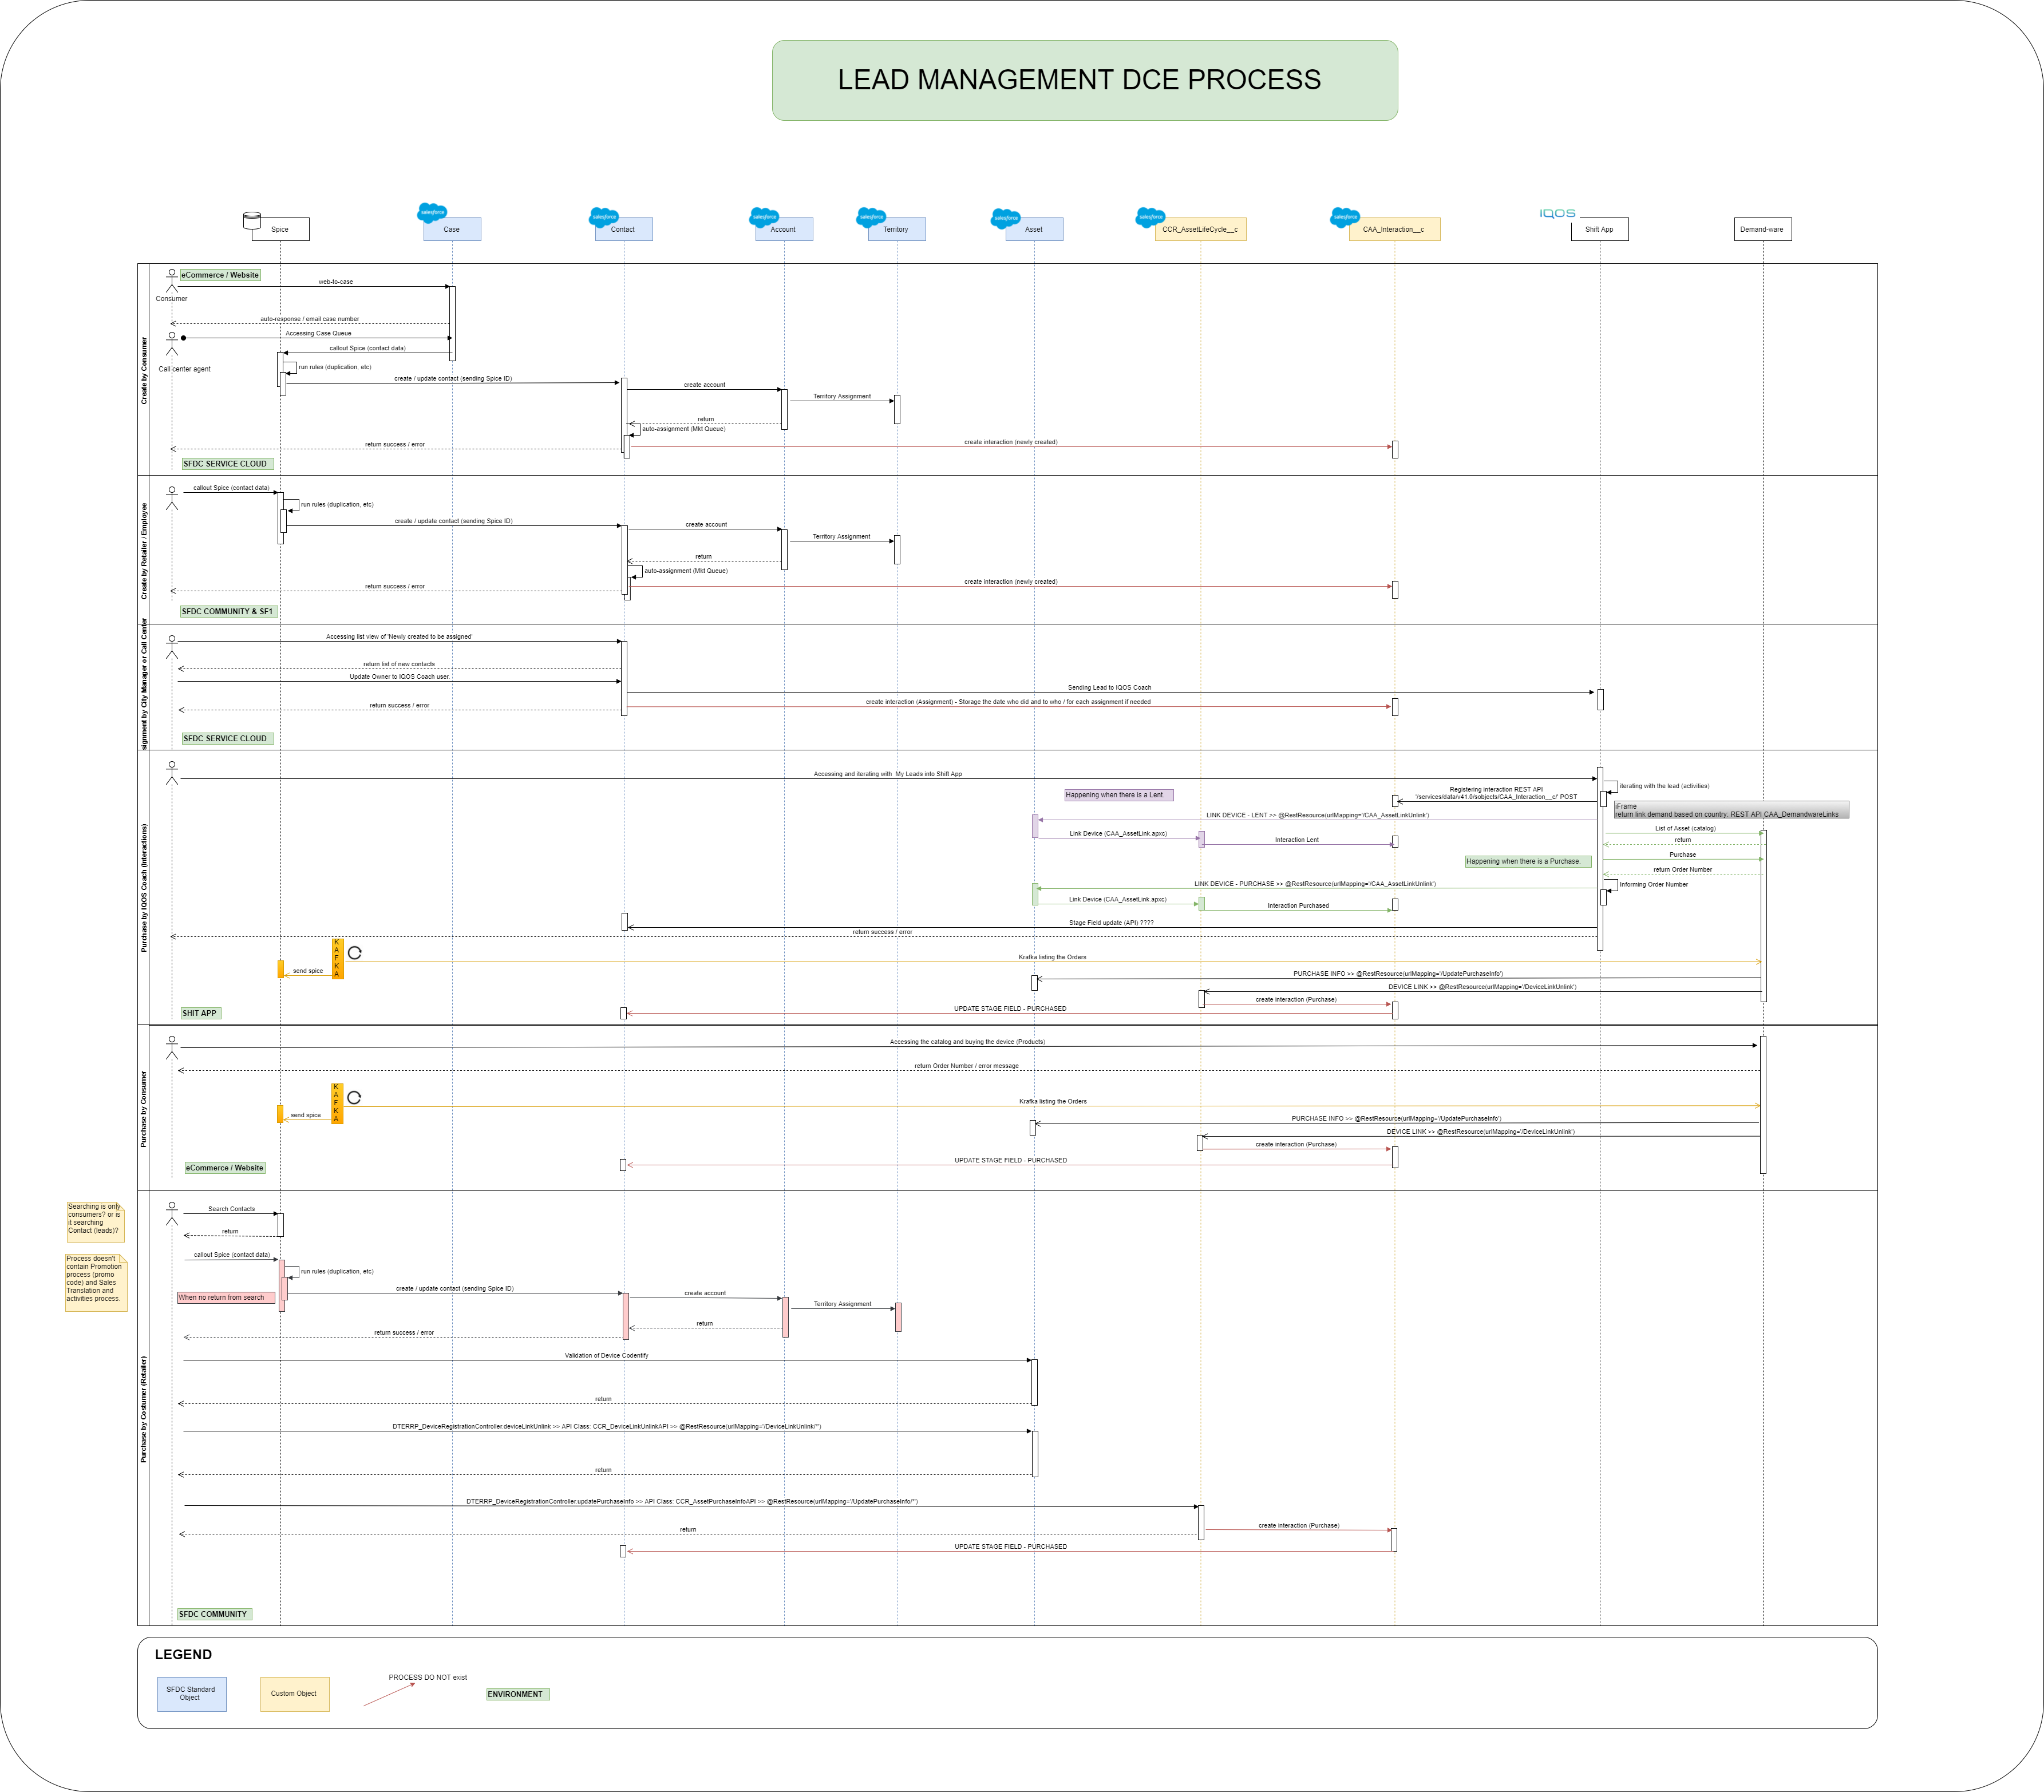 LEAD MANAGEMENT DCE PROCESS
salesforce
salesforce
salesforce
salesforce
salesforce
salesforce
salesforce
IQOS
Spice
Case
Contact
Account
Territory
Asset
CCR_AssetLifeCycle__c
CAA_Interaction__c
Shift App
Demand-ware
Create by Consumer
eCommerce / Website
Consumer
web-to-case
auto-response / email case number
Accessing Case Queue
callout Spice (contact data)
Call center agent
run rules (duplication, etc)
create / update contact (sending Spice ID)
create account
Territory Assignment
return
auto-assignment (Mkt Queue)
return success / error
create interaction (newly created)
SFDC SERVICE CLOUD
Create by Retailer / Employee
callout Spice (contact data)
run rules (duplication, etc)
create / update contact (sending Spice ID)
create account
Territory Assignment
return
auto-assignment (Mkt Queue)
return success / error
create interaction (newly created)
SFDC COMMUNITY & SF1
signment by City Manager or Call Center
Accessing list view of 'Newly created to be assigned'
return list of new contacts
Update Owner to IQOS Coach user.
Sending Lead to IQOS Coach
return success / error
create interaction (Assignment) - Storage the date who did and to who / for each assignment if needed
SFDC SERVICE CLOUD
Purchase by IQOS Coach (Interactions)
Accessing and iterating with My Leads into Shift App
iterating with the lead (activities)
Happening when there is a Lent.
Registering interaction REST API
'/services/data/v41.0/sobjects/CAA_Interaction__c/' POST
iFrame
return link demand based on country: REST API CAA_DemandwareLinks
LINK DEVICE - LENT >> @RestResource(urlMapping='/CAA_AssetLinkUnlink')
List of Asset (catalog)
Link Device (CAA_AssetLink.apxc)
Interaction Lent
return
Happening when there is a Purchase.
Purchase
return Order Number
LINK DEVICE - PURCHASE >> @RestResource(urlMapping='/CAA_AssetLinkUnlink')
Informing Order Number
Link Device (CAA_AssetLink.apxc)
Interaction Purchased
Stage Field update (API) ????
return success / error
K
A
F
K
A
Krafka listing the Orders
send spice
PURCHASE INFO >> @RestResource(urlMapping='/UpdatePurchaseInfo')
DEVICE LINK >> @RestResource(urlMapping='/DeviceLinkUnlink')
create interaction (Purchase)
UPDATE STAGE FIELD - PURCHASED
SHIT APP
Purchase by Consumer
Accessing the catalog and buying the device (Products)
return Order Number / error message
K
A
F
K
A
Krafka listing the Orders
send spice
PURCHASE INFO >> @RestResource(urlMapping='/UpdatePurchaseInfo')
DEVICE LINK >> @RestResource(urlMapping='/DeviceLinkUnlink')
create interaction (Purchase)
UPDATE STAGE FIELD - PURCHASED
eCommerce / Website
Searching is only
consumers? or is
it searching
Contact (leads)?
Process doesn't
contain Promotion
process (promo
code) and Sales
Translation and
activities process.
Purchase by Costumer (Retailer)
Search Contacts
return
callout Spice (contact data)
run rules (duplication, etc)
When no return from search
create / update contact (sending Spice ID)
create account
Territory Assignment
return
return success / error
Validation of Device Codentify
return
DTERRP_DeviceRegistrationController.deviceLinkUnlink >> API Class: CCR_DeviceLinkUnlinkAPI >> @RestResource(urlMapping='/DeviceLinkUnlink/*')
return
DTERRP_DeviceRegistrationController.updatePurchaseInfo >> API Class: CCR_AssetPurchaseInfoAPI >> @RestResource(urlMapping='/UpdatePurchaseInfo/*')
return
create interaction (Purchase)
UPDATE STAGE FIELD - PURCHASED
SFDC COMMUNITY
LEGEND
SFDC Standard
Object
Custom Object
PROCESS DO NOT exist
ENVIRONMENT